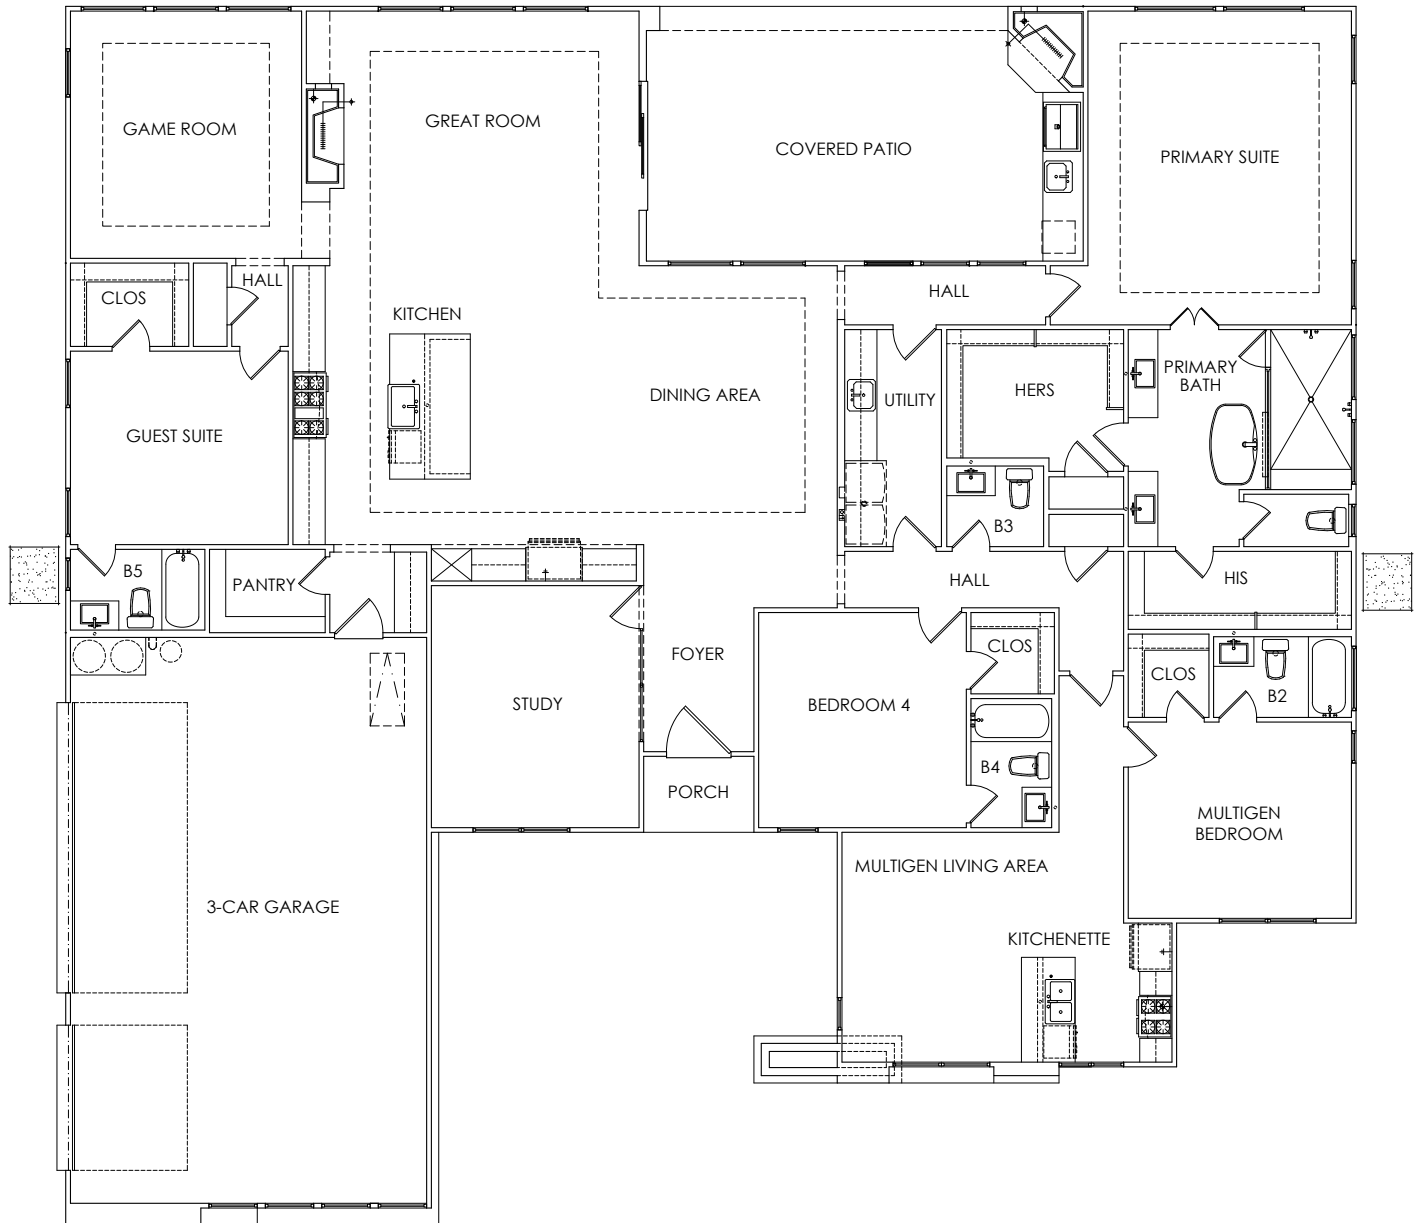 GAME ROOM
GREAT ROOM
COVERED PATIO
PRIMARY SUITE
HALL
CLOS
HALL
KITCHEN
PRIMARY
BATH
HERS
DINING AREA
UTILITY
GUEST SUITE
B3
B5
PANTRY
HALL
HIS
FOYER
CLOS
CLOS
B2
STUDY
BEDROOM 4
B4
PORCH
MULTIGEN
BEDROOM
MULTIGEN LIVING AREA
3-CAR GARAGE
KITCHENETTE